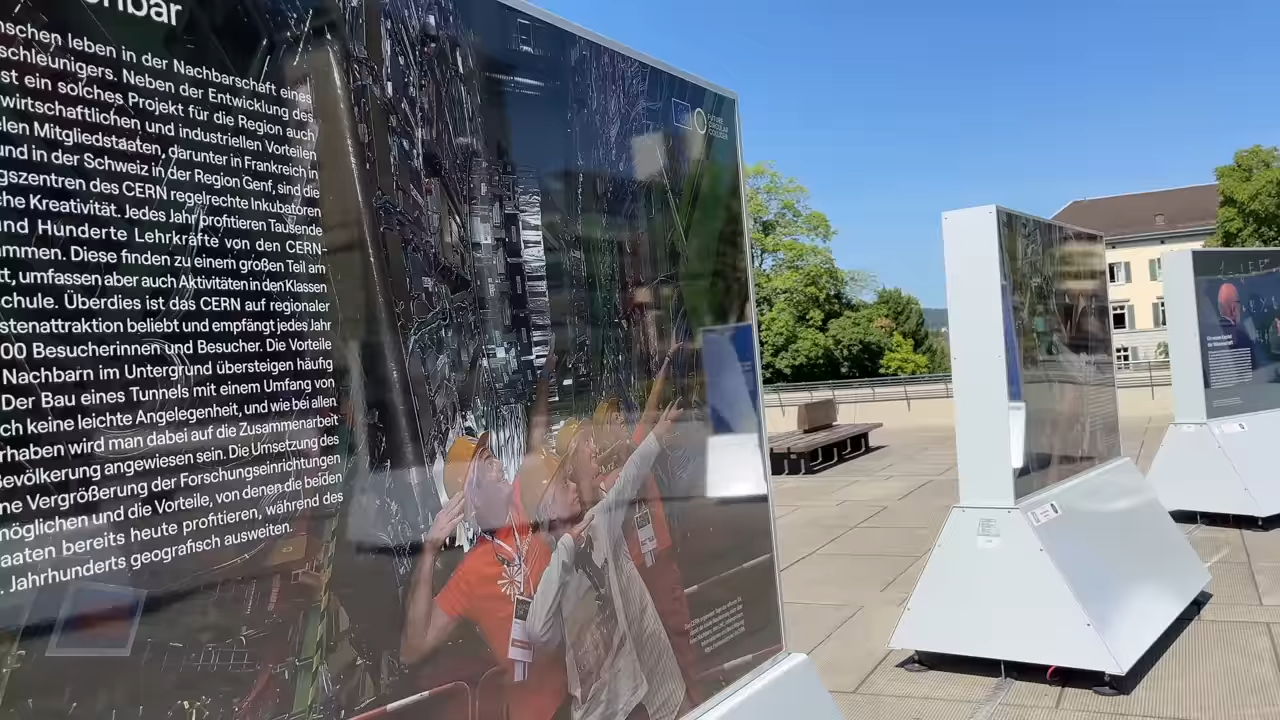 nbar
nschen leben in der Nachbarschaft eines
schleunigers. Neben der Entwicklung des
st ein solches Projekt für die Region auch
wirtschaftlichen und industriellen Vorteilen
elen Mitgliedstaaten, darunter in Frankreich in
und in der Schweiz in der Region Genf, sind die
gszentren des CERN regelrechte Inkubatoren
che Kreativität. Jedes Jahr profitieren Tausende
und Hunderte Lehrkräfte von den CERN-
ammen. Diese finden zu einem großen Teil am
tt, umfassen aber auch Aktivitäten in den Klassen
chule. Überdies ist das CERN auf regionaler
stenattraktion beliebt und empfängt jedes Jahr
00 Besucherinnen und Besucher. Die Vorteile
Nachbarn im Untergrund übersteigen häufig
Der Bau eines Tunnels mit einem Umfang von
ch keine leichte Angelegenheit, und wie bei allen
rhaben wird man dabei auf die Zusammenarbeit
Bevölkerung angewiesen sein. Die Umsetzung des
ne Vergrößerung der Forschungseinrichtungen
möglichen und die Vorteile, von denen die beiden
aaten bereits heute profitieren, während des
. Jahrhunderts geografisch ausweiten.
FUTURE
CIRCULAR
COLLIDER